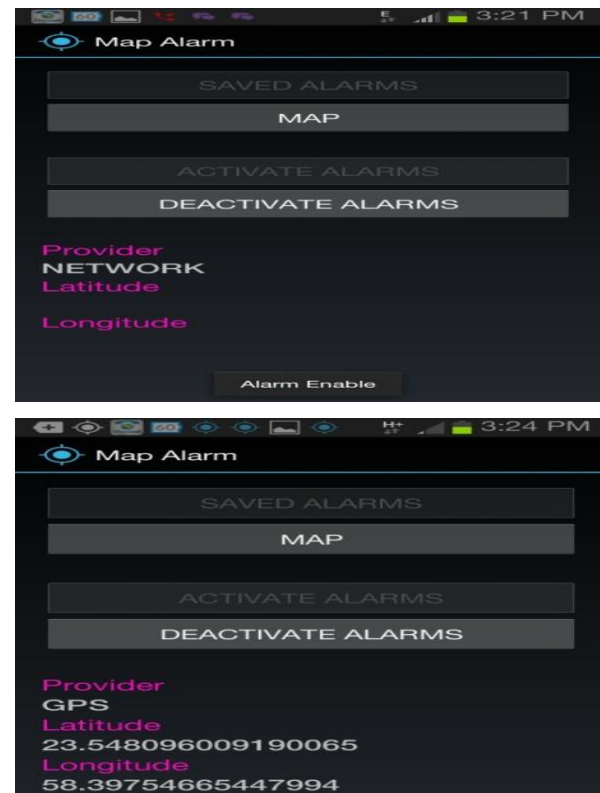 60
E
3:21 PM
Map Alarm
SAVED ALARMS
MAP
ACTIVATE ALARMS
DEACTIVATE ALARMS
Provider
NETWORK
Latitude
Longitude
Alarm Enable
60
H+
3:24 PM
Map Alarm
SAVED ALARMS
MAP
ACTIVATE ALARMS
DEACTIVATE ALARMS
Provider
GPS
Latitude
23.548096009190065
Longitude
58.39754665447994